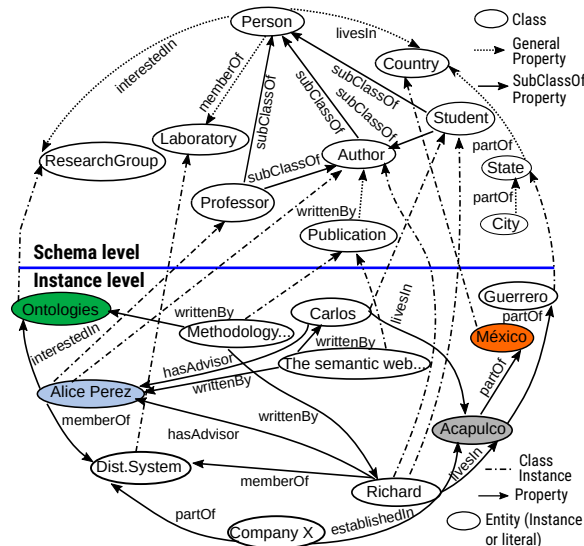 Person
livesIn
Class
General
Property
SubClassOf
Property
interestedIn
memberOf
Country
subClassOf
subClassOf
subClassOf
subClassOf
Student
Laboratory
ResearchGroup
Author
partOf
State
subClassOf
Professor
partOf
writtenBy
City
Publication
Schema level
Instance level
Guerrero
Ontologies
writtenBy
Carlos
livesIn
partOf
Methodology...
México
interestedIn
writtenBy
hasAdvisor
The semantic web...
writtenBy
partOf
Alice Perez
memberOf
writtenBy
Acapulco
hasAdvisor
Class
Instance
Dist.System
livesIn
memberOf
Richard
Property
partOf
establishedIn
Company X
Entity (Instance
or literal)